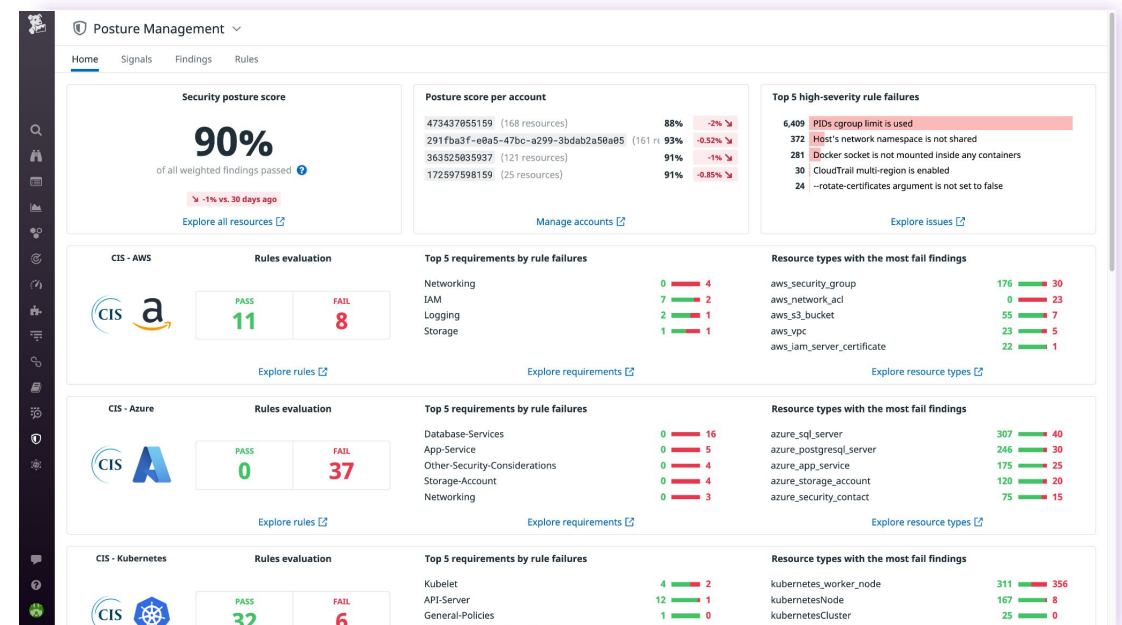 Posture Management
Home Signals Findings Rules
Security posture score
90%
of all weighted findings passed ?
-1% vs. 30 days ago
Explore all resources
Posture score per account
473437055159 (168 resources) 88% -2%
291fba3f-e0a5-47bc-a299-3bdab2a50a05 (161 re 93% -0.52%
363525035937 (121 resources) 91% -1%
172597598159 (25 resources) 91% -0.85%
Manage accounts
Top 5 high-severity rule failures
6,409 PIDs cgroup limit is used
372 Host's network namespace is not shared
281 Docker socket is not mounted inside any containers
30 CloudTrail multi-region is enabled
24 --rotate-certificates argument is not set to false
Explore issues
CIS - AWS
CIS a
Rules evaluation
PASS FAIL
11 8
Explore rules
Top 5 requirements by rule failures
Networking 0 4
IAM 7 2
Logging 2 1
Storage 1 1
Explore requirements
Resource types with the most fail findings
aws_security_group 176 30
aws_network_acl 0 23
aws_s3_bucket 55 7
aws_vpc 23 5
aws_iam_server_certificate 22 1
Explore resource types
CIS - Azure
CIS
Rules evaluation
PASS FAIL
0 37
Explore rules
Top 5 requirements by rule failures
Database-Services 0 16
App-Service 0 5
Other-Security-Considerations 0 4
Storage-Account 0 4
Networking 0 3
Explore requirements
Resource types with the most fail findings
azure_sql_server 307 40
azure_postgresql_server 246 30
azure_app_service 175 25
azure_storage_account 120 20
azure_security_contact 75 15
Explore resource types
CIS - Kubernetes
CIS
Rules evaluation
PASS FAIL
32 6
Top 5 requirements by rule failures
Kubelet 4 2
API-Server 12 1
General-Policies 1 0
Resource types with the most fail findings
kubernetes_worker_node 311 356
kubernetesNode 167 8
kubernetesCluster 25 0